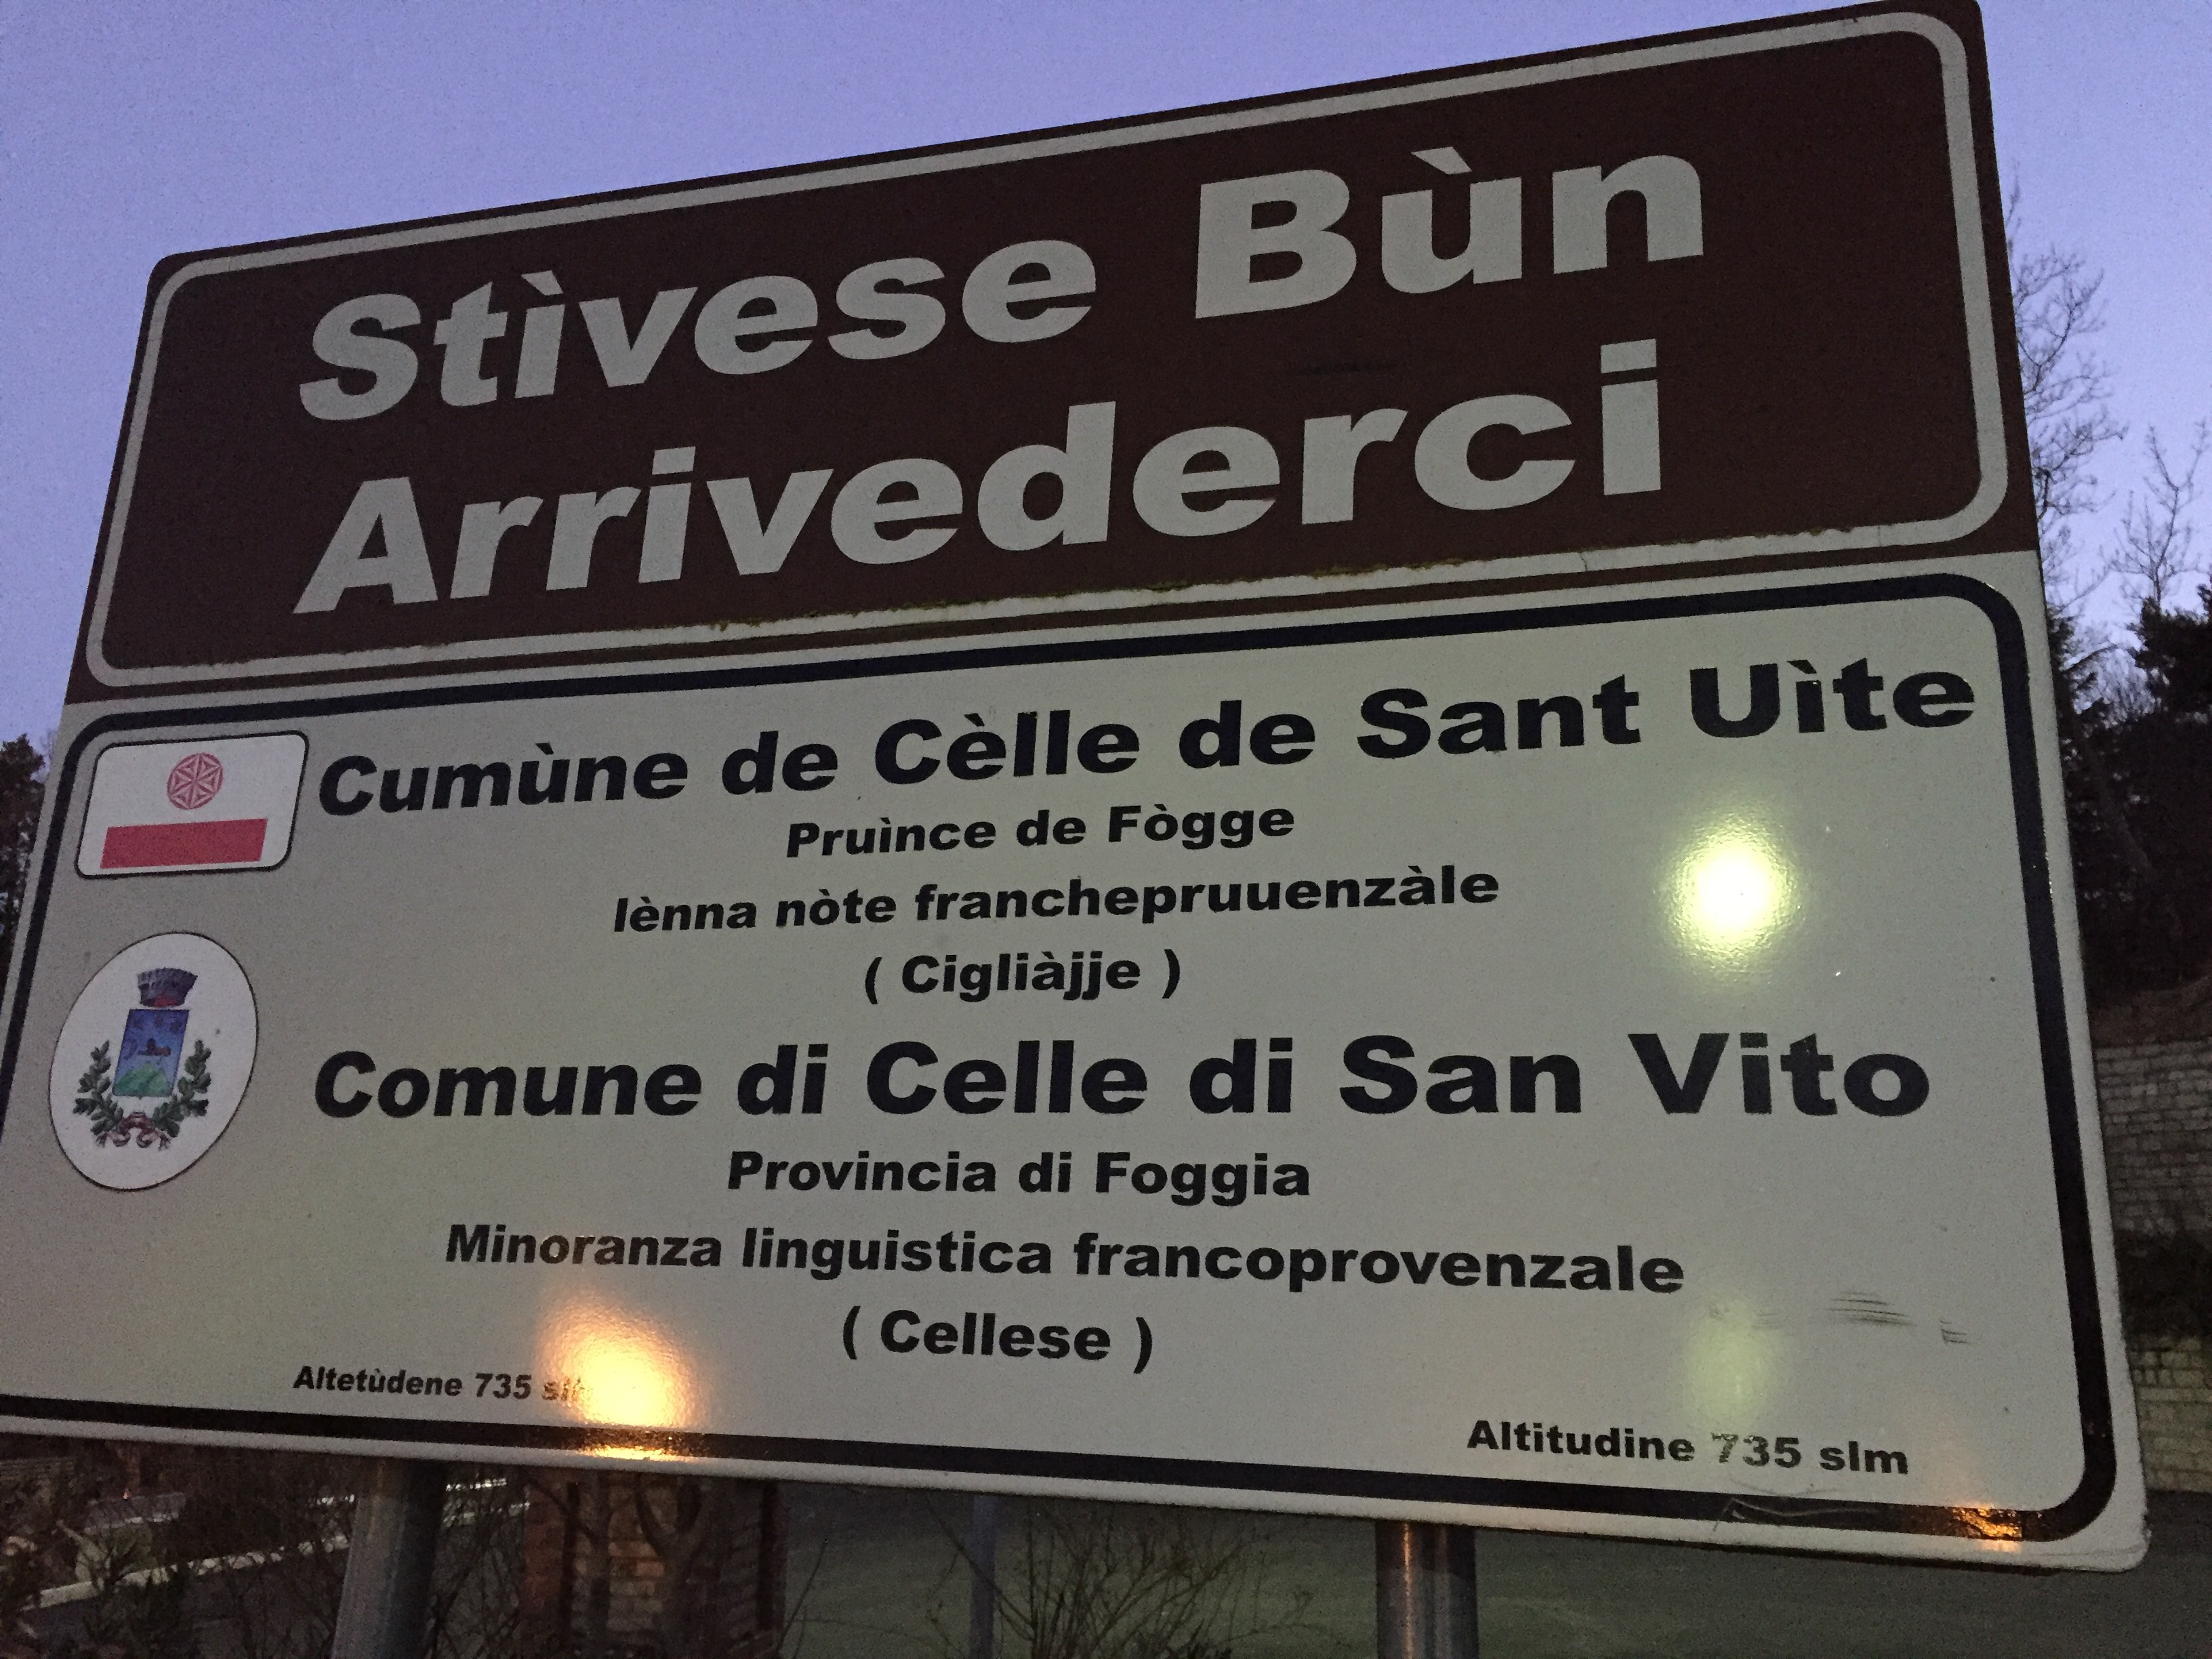 Stìvese Bùn
Arrivederci
Cumùne de Cèlle de Sant Uìte
Pruìnce de Fògge
lènna nòte franchepruuenzàle
( Cigliàjje )
Comune di Celle di San Vito
Provincia di Foggia
Minoranza linguistica francoprovenzale
( Cellese )
Altetùdene 735
Altitudine 735 slm